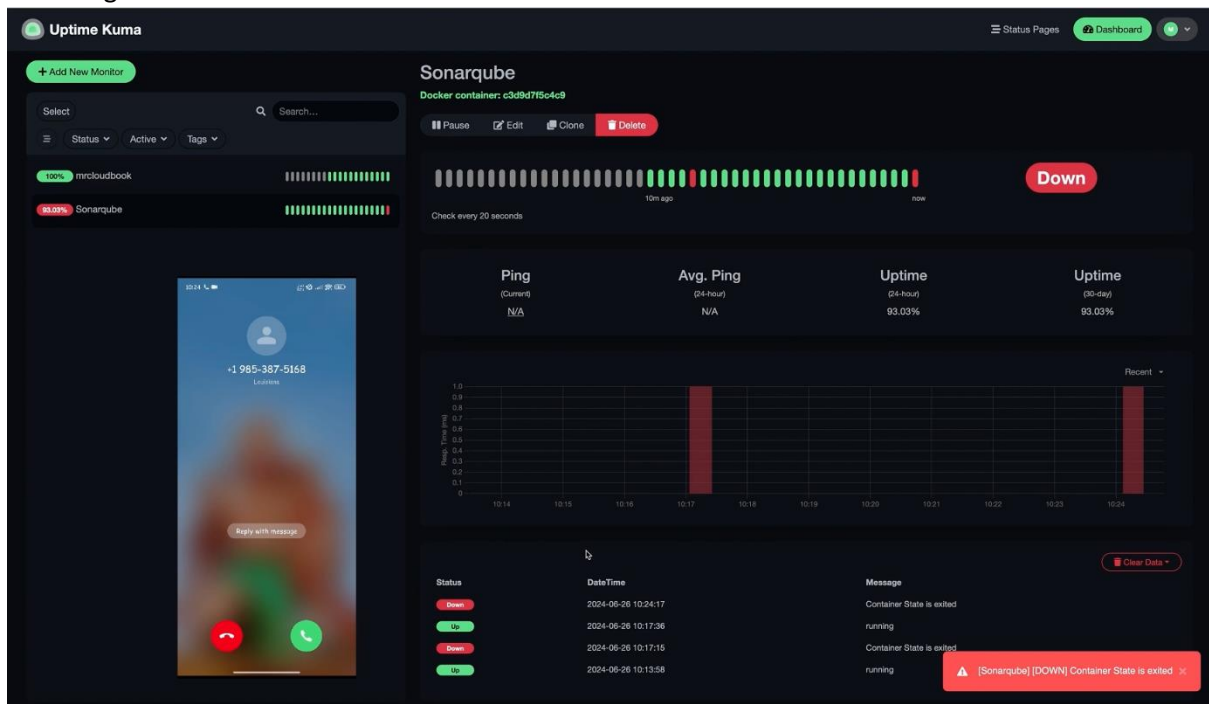 Uptime Kuma
Status Pages
Dashboard
+ Add New Monitor
Select
Search...
Status
Active
Tags
100% mrcloudbook
93.03% Sonarqube
10:24
+1 985-387-5168
Louisiana
Reply with message
Sonarqube
Docker container: c3d9d7f5c4c9
Pause Edit Clone Delete
10m ago
now
Down
Check every 20 seconds
Ping Avg. Ping Uptime Uptime
(Current) (24-hour) (24-hour) (30-day)
N/A N/A 93.03% 93.03%
Recent
Resp. Time (ms)
1.0
0.9
0.8
0.7
0.6
0.5
0.4
0.3
0.2
0.1
0
10:14 10:15 10:16 10:17 10:18 10:19 10:20 10:21 10:22 10:23 10:24
Clear Data
Status DateTime Message
Down 2024-06-26 10:24:17 Container State is exited
Up 2024-06-26 10:17:36 running
Down 2024-06-26 10:17:15 Container State is exited
Up 2024-06-26 10:13:58 running
[Sonarqube] [DOWN] Container State is exited